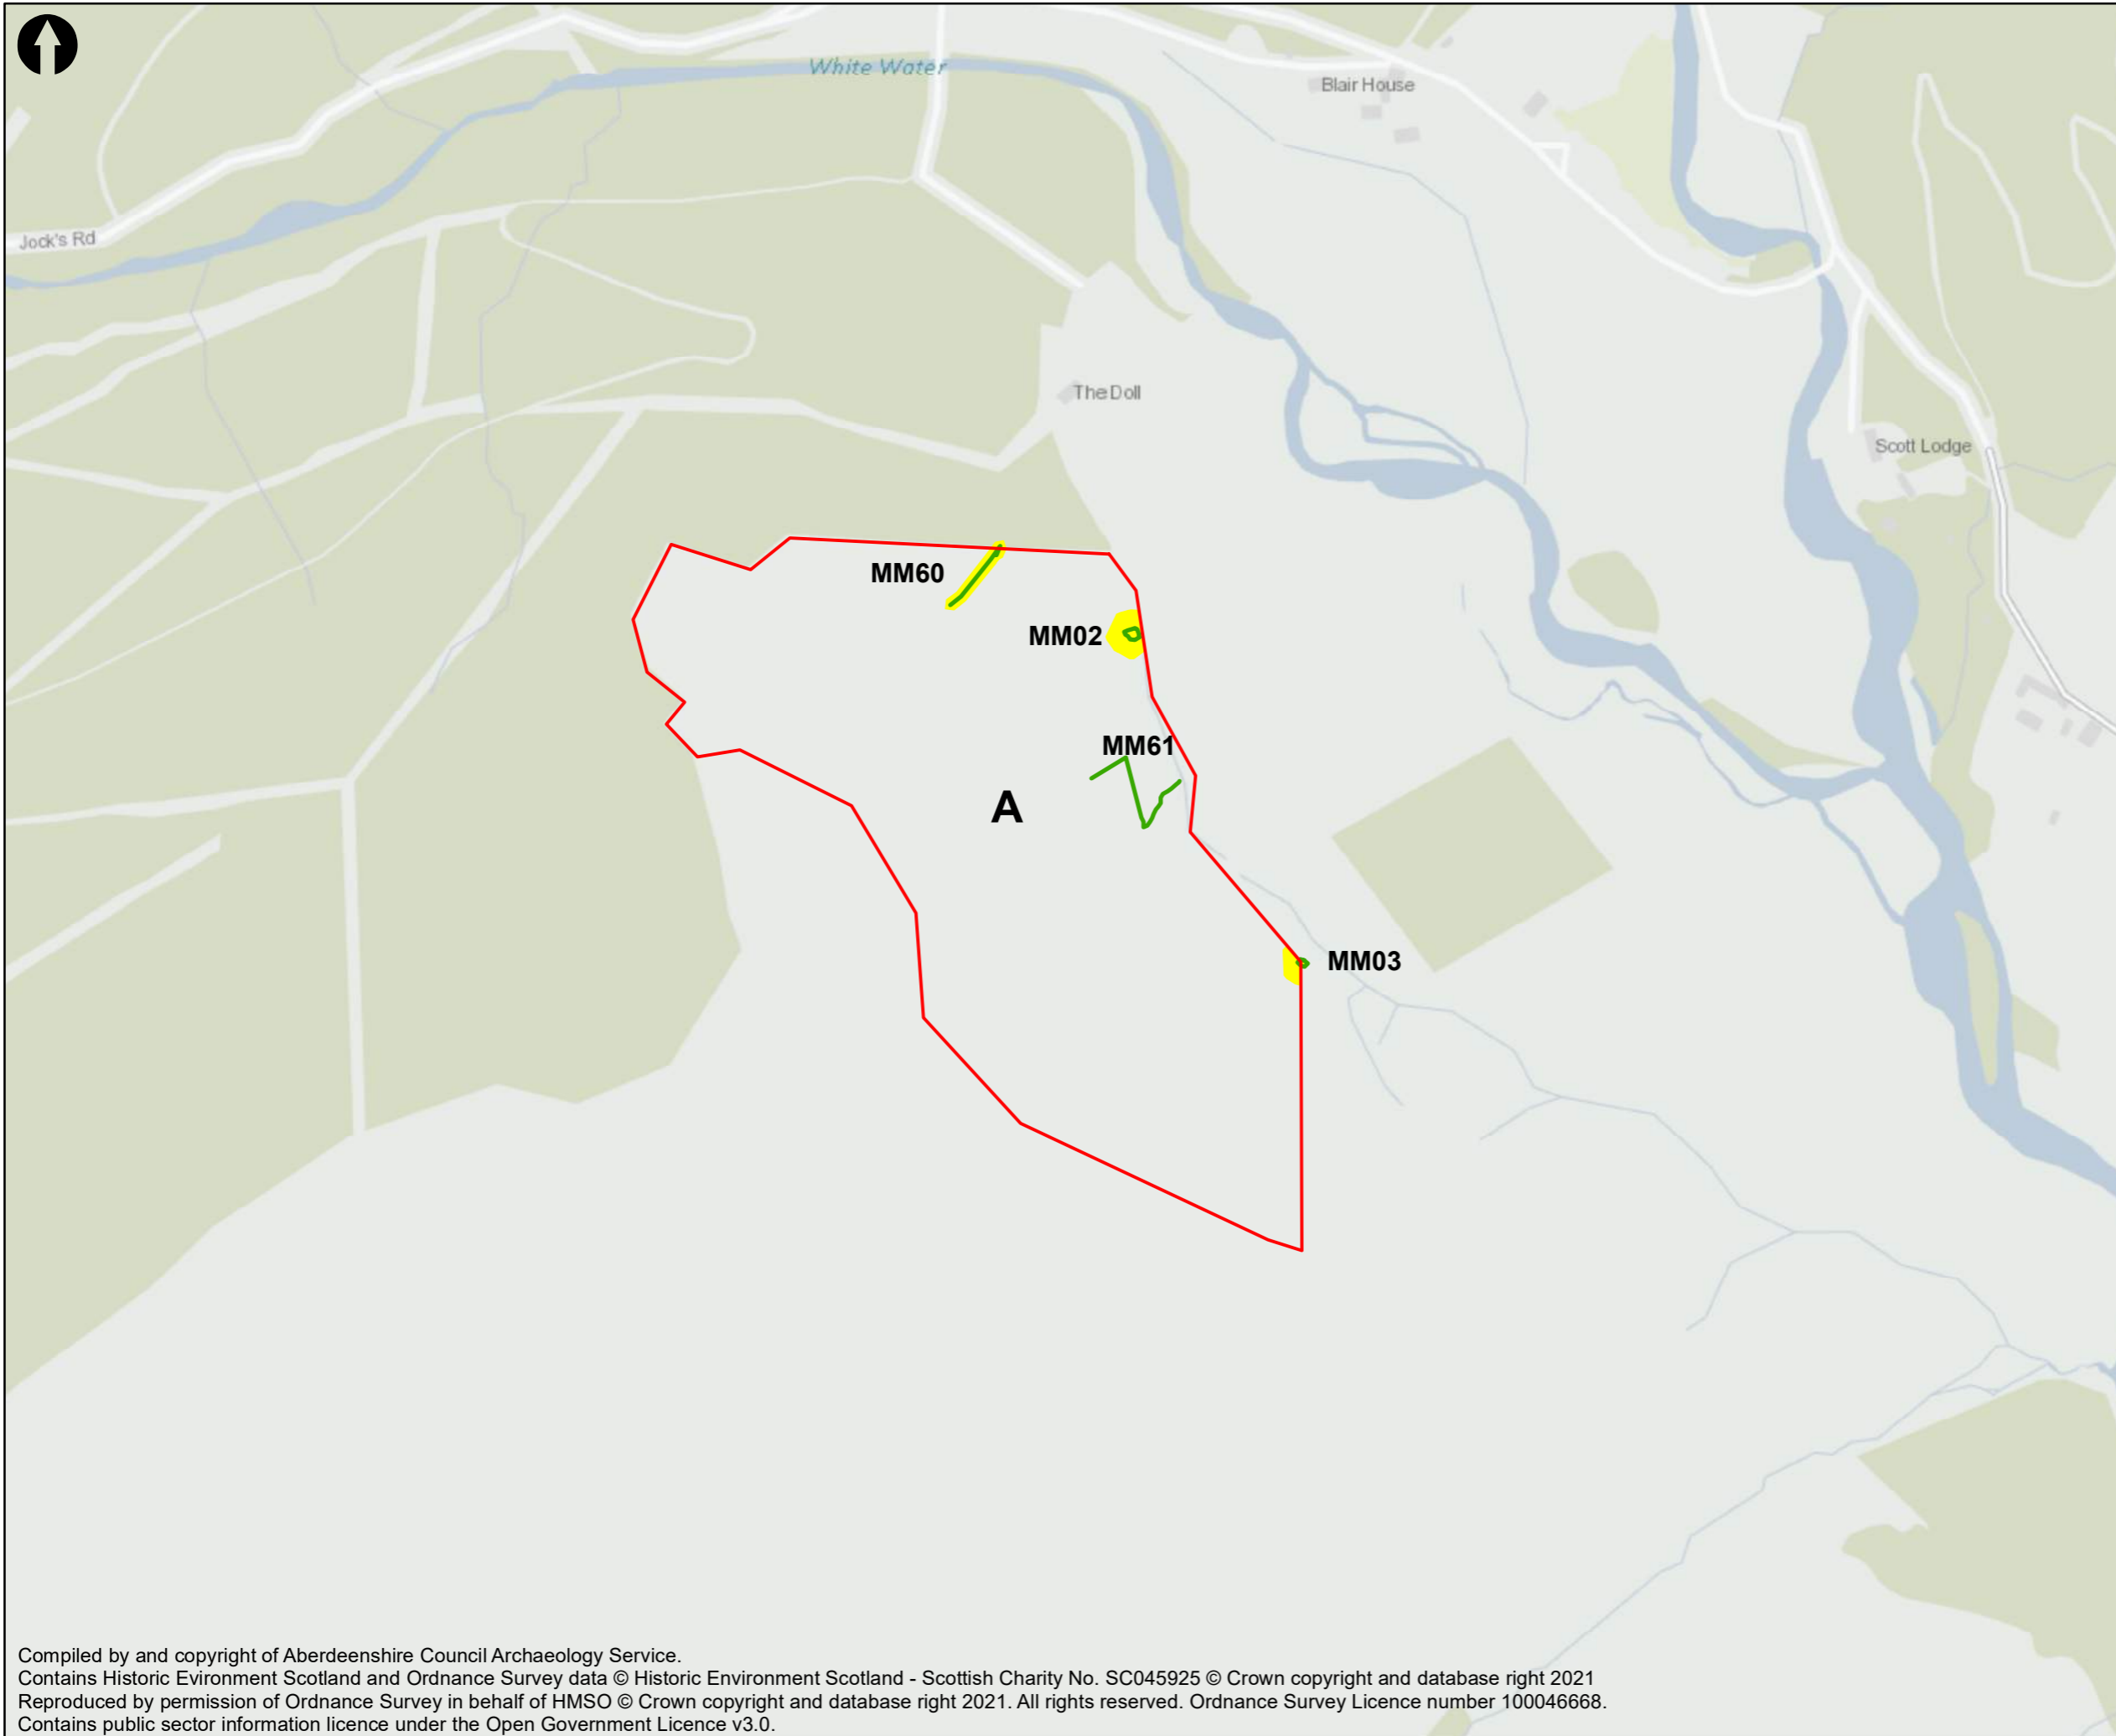 White Water
Blair House
Jock's Rd
The Doll
Scott Lodge
MM60
MM02
MM61
A
MM03
Compiled by and copyright of Aberdeenshire Council Archaeology Service.
Contains Historic Evironment Scotland and Ordnance Survey data © Historic Environment Scotland - Scottish Charity No. SC045925 © Crown copyright and database right 2021
Reproduced by permission of Ordnance Survey in behalf of HMSO © Crown copyright and database right 2021. All rights reserved. Ordnance Survey Licence number 100046668.
Contains public sector information licence under the Open Government Licence v3.0.